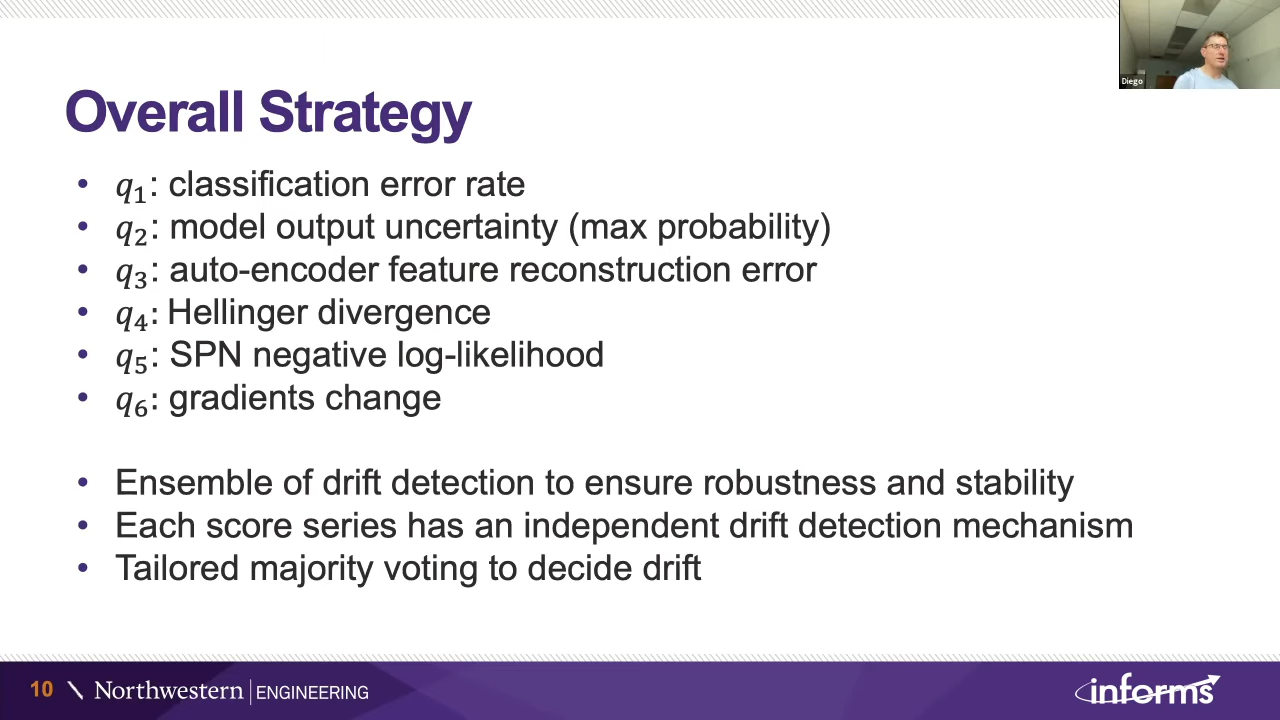 Diego
Overall Strategy
• q₁: classification error rate
• q₂: model output uncertainty (max probability)
• q₃: auto-encoder feature reconstruction error
• q₄: Hellinger divergence
• q₅: SPN negative log-likelihood
• q₆: gradients change
• Ensemble of drift detection to ensure robustness and stability
• Each score series has an independent drift detection mechanism
• Tailored majority voting to decide drift
10 Northwestern | ENGINEERING
informs